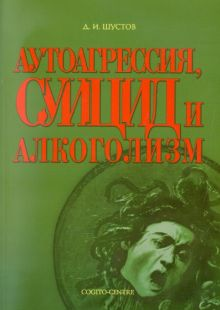 Д. И. ШУСТОВ
АУТОАГРЕССИЯ,
СУИЦИД И
АЛКОГОЛИЗМ
COGITO-CENTRE